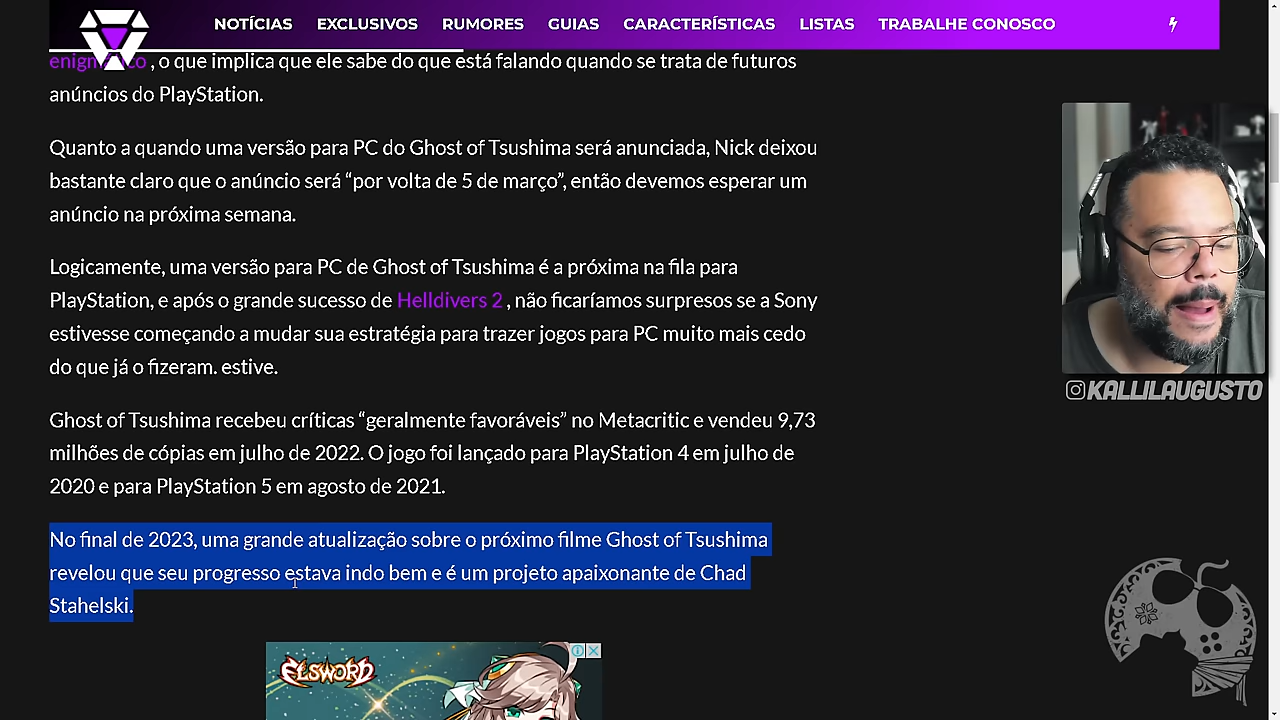 NOTÍCIAS EXCLUSIVOS RUMORES GUIAS CARACTERÍSTICAS LISTAS TRABALHE CONOSCO
enigmático , o que implica que ele sabe do que está falando quando se trata de futuros
anúncios do PlayStation.
Quanto a quando uma versão para PC do Ghost of Tsushima será anunciada, Nick deixou
bastante claro que o anúncio será “por volta de 5 de março”, então devemos esperar um
anúncio na próxima semana.
Logicamente, uma versão para PC de Ghost of Tsushima é a próxima na fila para
PlayStation, e após o grande sucesso de Helldivers 2 , não ficaríamos surpresos se a Sony
estivesse começando a mudar sua estratégia para trazer jogos para PC muito mais cedo
do que já o fizeram. estive.
Ghost of Tsushima recebeu críticas “geralmente favoráveis” no Metacritic e vendeu 9,73
milhões de cópias em julho de 2022. O jogo foi lançado para PlayStation 4 em julho de
2020 e para PlayStation 5 em agosto de 2021.
No final de 2023, uma grande atualização sobre o próximo filme Ghost of Tsushima
revelou que seu progresso estava indo bem e é um projeto apaixonante de Chad
Stahelski.
KALLILAUGUSTO
ELSWORD